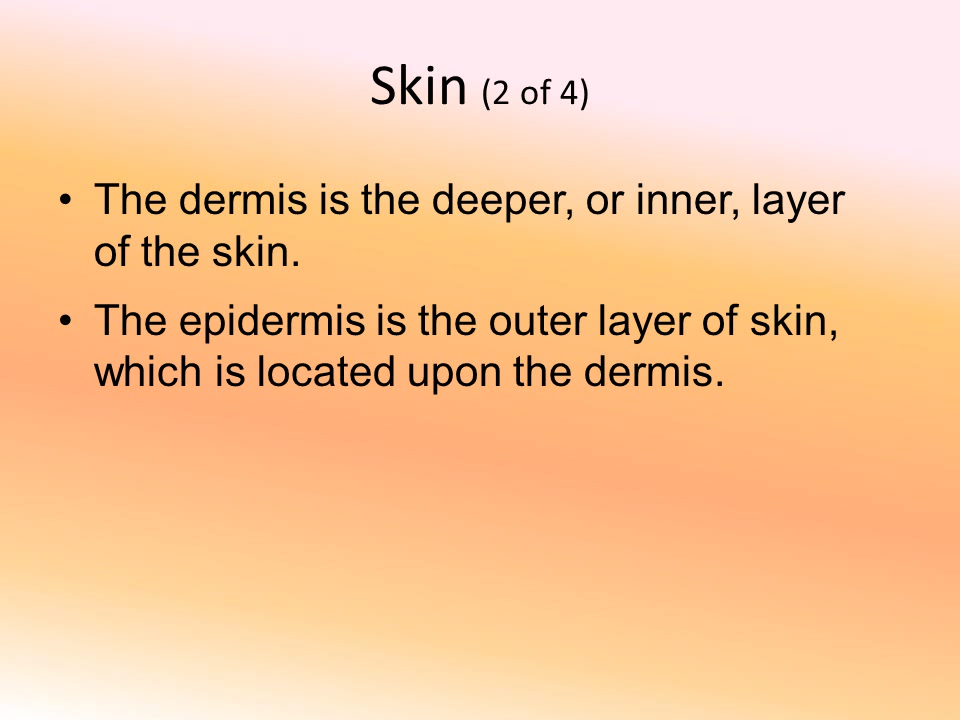 Skin (2 of 4)
• The dermis is the deeper, or inner, layer
of the skin.
• The epidermis is the outer layer of skin,
which is located upon the dermis.